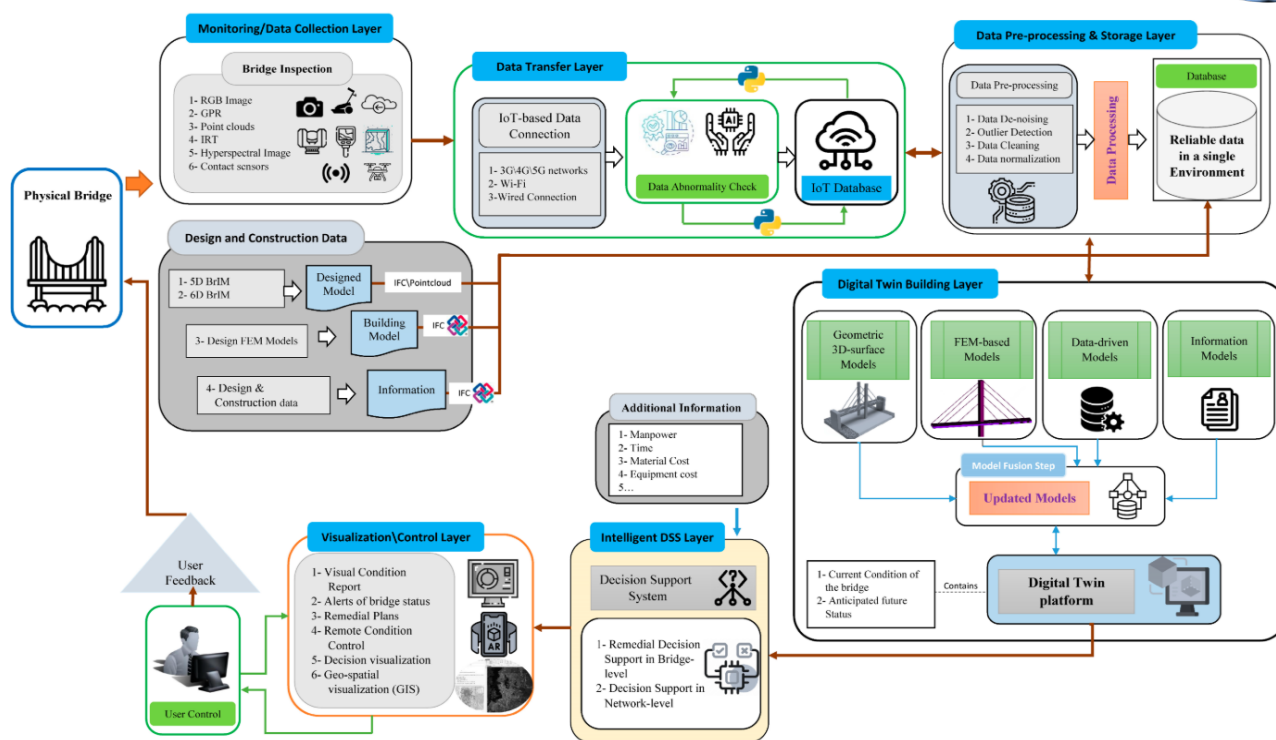 Monitoring/Data Collection Layer
Bridge Inspection
1- RGB Image
2- GPR
3- Point clouds
4- IRT
5- Hyperspectral Image
6- Contact sensors
Data Transfer Layer
IoT-based Data
Connection
1- 3G\4G\5G networks
2- Wi-Fi
3-Wired Connection
AI
Data Abnormality Check
IoT Database
Data Pre-processing & Storage Layer
Data Pre-processing
1- Data De-noising
2- Outlier Detection
3- Data Cleaning
4- Data normalization
Data Processing
Database
Reliable data
in a single
Environment
Physical Bridge
Design and Construction Data
1- 5D BrIM
2- 6D BrIM
Designed
Model
IFC\Pointcloud
3- Design FEM Models
Building
Model
IFC
4- Design &
Construction data
Information
IFC
Digital Twin Building Layer
Geometric
3D-surface
Models
FEM-based
Models
Data-driven
Models
Information
Models
Model Fusion Step
Updated Models
1- Current Condition of
the bridge
2- Anticipated future
Status
Contains
Digital Twin
platform
Additional Information
1- Manpower
2- Time
3- Material Cost
4- Equipment cost
5...
Intelligent DSS Layer
Decision Support
System
1- Remedial Decision
Support in Bridge-
level
2- Decision Support in
Network-level
Visualization\Control Layer
1- Visual Condition
Report
2- Alerts of bridge status
3- Remedial Plans
4- Remote Condition
Control
5- Decision visualization
6- Geo-spatial
visualization (GIS)
AR
User
Feedback
User Control